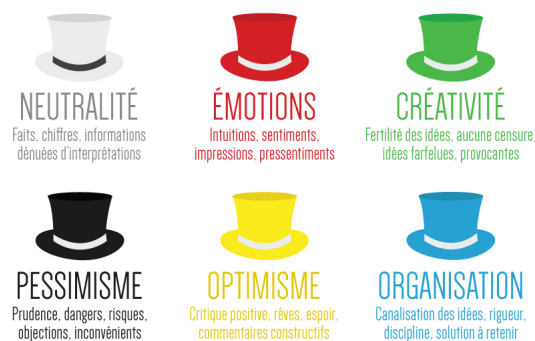 NEUTRALITÉ
Faits, chiffres, informations
dénuées d'interprétations
ÉMOTIONS
Intuitions, sentiments,
impressions, pressentiments
CRÉATIVITÉ
Fertilité des idées, aucune censure,
idées farfelues, provocantes
PESSIMISME
Prudence, dangers, risques,
objections, inconvénients
OPTIMISME
Critique positive, rêves, espoir,
commentaires constructifs
ORGANISATION
Canalisation des idées, rigueur,
discipline, solution à retenir